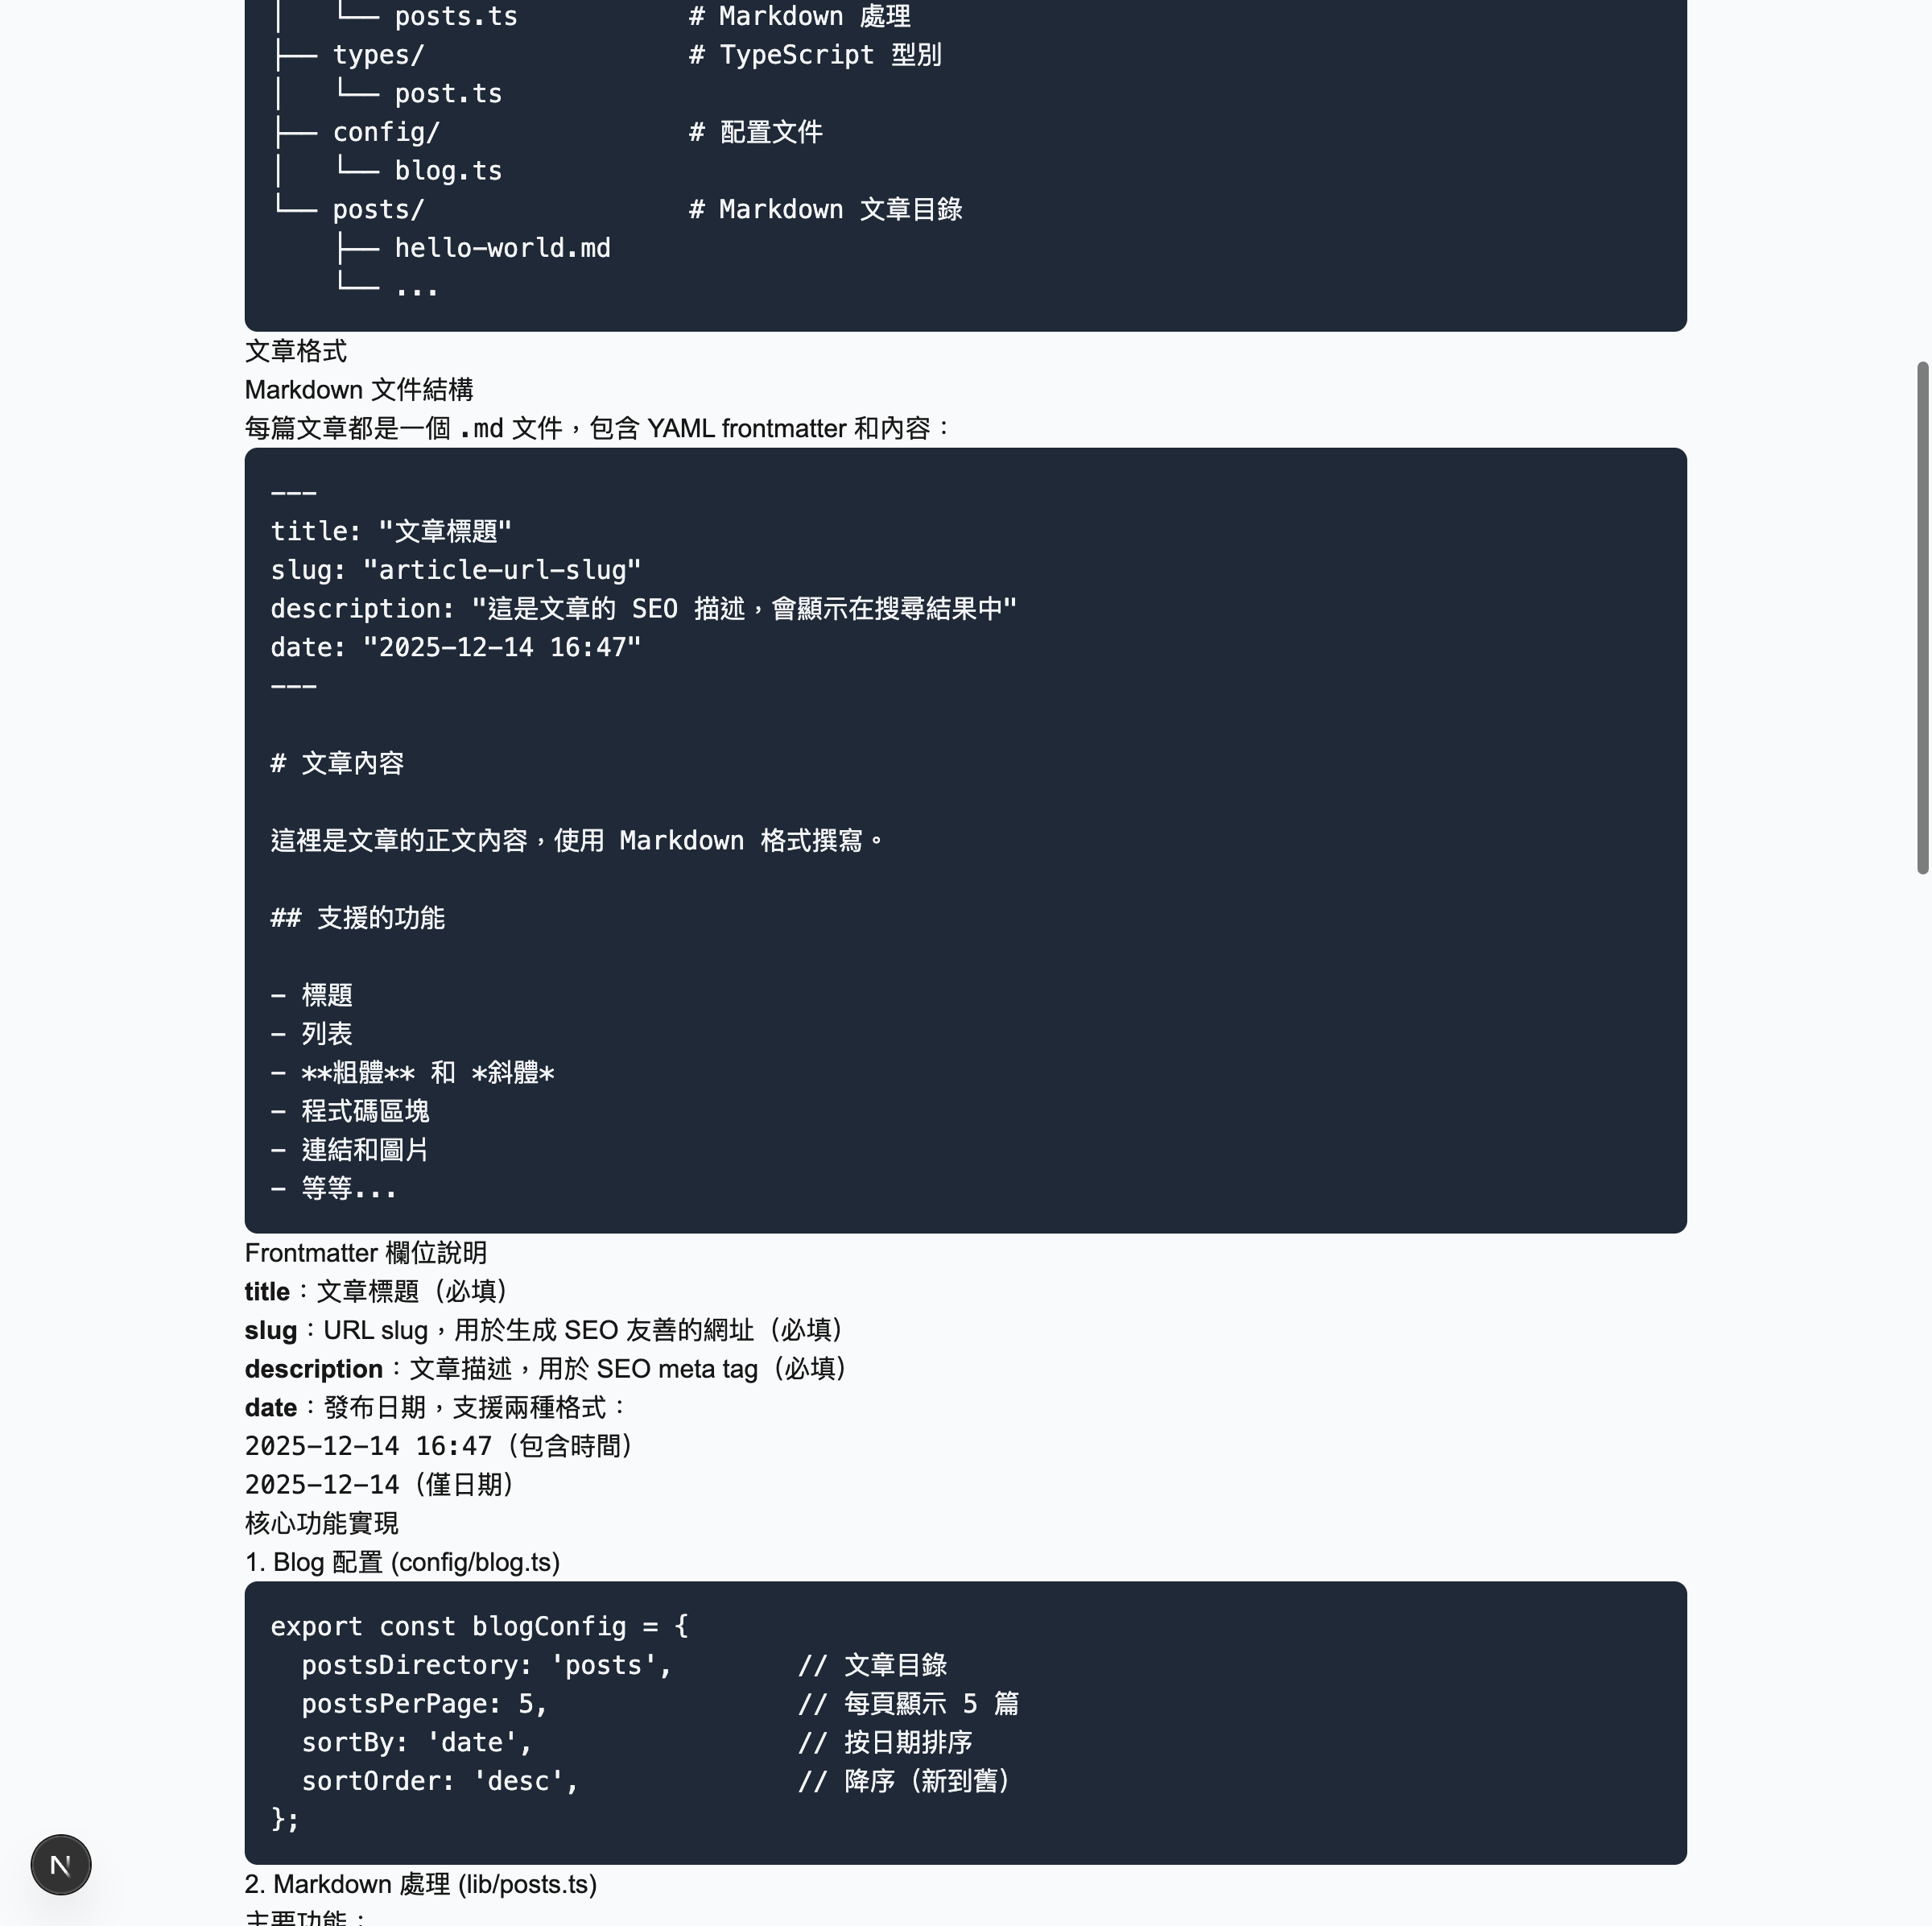 │   └── posts.ts           # Markdown 處理
├── types/                 # TypeScript 型別
│   └── post.ts
├── config/                # 配置文件
│   └── blog.ts
└── posts/                 # Markdown 文章目錄
    ├── hello-world.md
    └── ...
文章格式
Markdown 文件結構
每篇文章都是一個 .md 文件，包含 YAML frontmatter 和內容：
---
title: "文章標題"
slug: "article-url-slug"
description: "這是文章的 SEO 描述，會顯示在搜尋結果中"
date: "2025-12-14 16:47"
---
# 文章內容
這裡是文章的正文內容，使用 Markdown 格式撰寫。
## 支援的功能
- 標題
- 列表
- **粗體** 和 *斜體*
- 程式碼區塊
- 連結和圖片
- 等等...
Frontmatter 欄位說明
title：文章標題（必填）
slug：URL slug，用於生成 SEO 友善的網址（必填）
description：文章描述，用於 SEO meta tag（必填）
date：發布日期，支援兩種格式：
2025-12-14 16:47（包含時間）
2025-12-14（僅日期）
核心功能實現
1. Blog 配置 (config/blog.ts)
export const blogConfig = {
  postsDirectory: 'posts',        // 文章目錄
  postsPerPage: 5,                // 每頁顯示 5 篇
  sortBy: 'date',                 // 按日期排序
  sortOrder: 'desc',              // 降序（新到舊）
};
N
2. Markdown 處理 (lib/posts.ts)
主要功能：